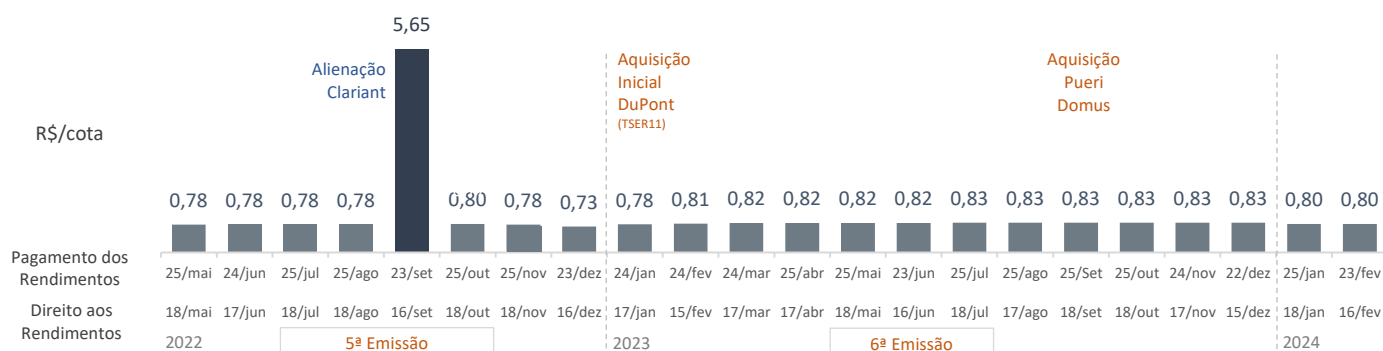 5,65
Alienação
Clariant
Aquisição
Inicial
DuPont
(TSER11)
Aquisição
Pueri
Domus
R$/cota
0,78 0,78 0,78 0,78 0,80 0,78 0,73 0,78 0,81 0,82 0,82 0,82 0,82 0,83 0,83 0,83 0,83 0,83 0,83 0,80 0,80
Pagamento dos
Rendimentos
25/mai 24/jun 25/jul 25/ago 23/set 25/out 25/nov 23/dez 24/jan 24/fev 24/mar 25/abr 25/mai 23/jun 25/jul 25/ago 25/Set 25/out 24/nov 22/dez 25/jan 23/fev
Direito aos
Rendimentos
18/mai 17/jun 18/jul 18/ago 16/set 18/out 18/nov 16/dez 17/jan 15/fev 17/mar 17/abr 18/mai 16/jun 18/jul 17/ago 18/set 18/out 17/nov 15/dez 18/jan 16/fev
2022 5ª Emissão 2023 6ª Emissão 2024